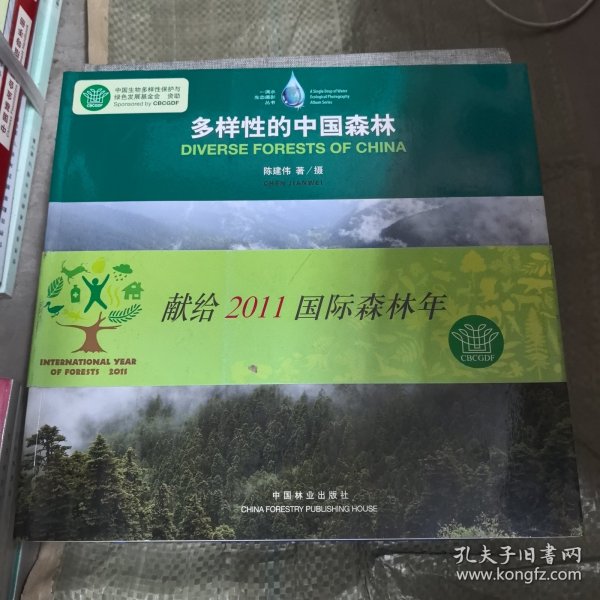 中国生物多样性保护与
绿色发展基金会 资助
Sponsored by CBCGDF
CBCGDF
一滴水
生态摄影
丛书
A Single Drop of Water
Ecological Photography
Album Series
多样性的中国森林
DIVERSE FORESTS OF CHINA
陈建伟 著/摄
CHEN JIANWEI
献给 2011 国际森林年
INTERNATIONAL YEAR
OF FORESTS 2011
CBCGDF
中国林业出版社
CHINA FORESTRY PUBLISHING HOUSE
孔夫子旧书网
www.kongfz.com